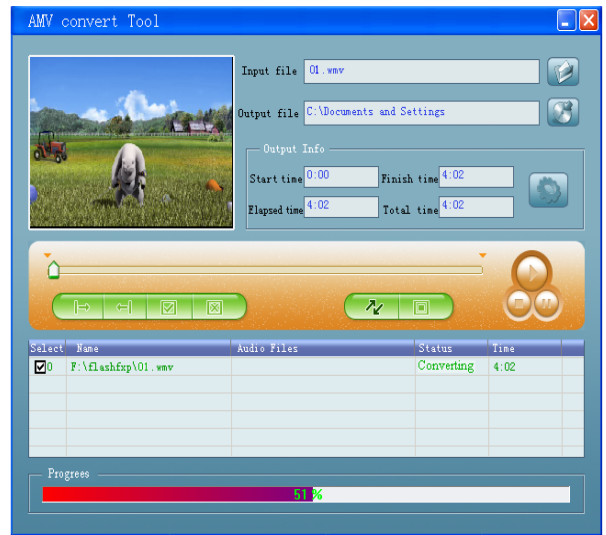 AMV convert Tool
Input file 01.wmv
Output file C:\Documents and Settings
Output Info
Start time 0:00 Finish time 4:02
Elapsed time 4:02 Total time 4:02
Select Name Audio Files Status Time
0 F:\flashfxp\01.wmv Converting 4:02
Progrees
51 %